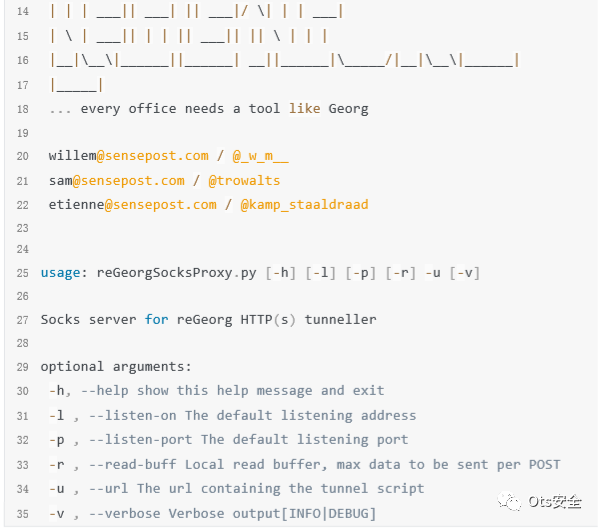 14 | | | ___|| ___| || ___|/ \| | | ___|
15 | \ | ___|| | | || ___|| || \ | | |
16 |__|\__\|______||______| __||______|\_____/|__|\__\|______|
17 |_____|
18 ... every office needs a tool like Georg
19
20 willem@sensepost.com / @_w_m__
21 sam@sensepost.com / @trowalts
22 etienne@sensepost.com / @kamp_staaldraad
23
24
25 usage: reGeorgSocksProxy.py [-h] [-l] [-p] [-r] -u [-v]
26
27 Socks server for reGeorg HTTP(s) tunneller
28
29 optional arguments:
30 -h, --help show this help message and exit
31 -l , --listen-on The default listening address
32 -p , --listen-port The default listening port
33 -r , --read-buff Local read buffer, max data to be sent per POST
34 -u , --url The url containing the tunnel script
35 -v , --verbose Verbose output[INFO|DEBUG]
Ots安全